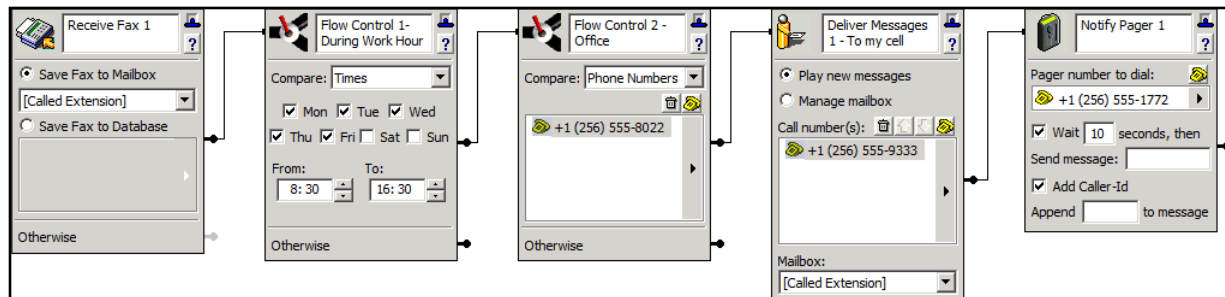 Receive Fax 1
?
Save Fax to Mailbox
[Called Extension]
Save Fax to Database
Otherwise
Flow Control 1-
During Work Hour
?
Compare: Times
Mon Tue Wed
Thu Fri Sat Sun
From: To:
8: 30 16: 30
Otherwise
Flow Control 2 -
Office
?
Compare: Phone Numbers
+1 (256) 555-8022
Otherwise
Deliver Messages
1 - To my cell
?
Play new messages
Manage mailbox
Call number(s):
+1 (256) 555-9333
Mailbox:
[Called Extension]
Notify Pager 1
?
Pager number to dial:
+1 (256) 555-1772
Wait 10 seconds, then
Send message:
Add Caller-Id
Append to message